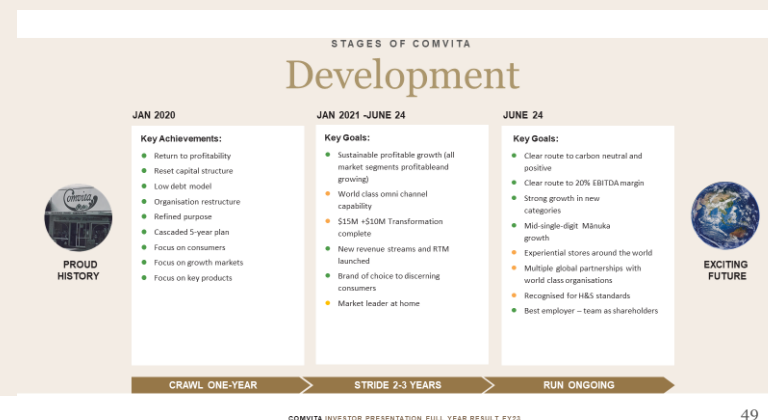 STAGES OF COMVITA
Development
JAN 2020
Key Achievements:
Return to profitability
Reset capital structure
Low debt model
Organisation restructure
Refined purpose
Cascaded 5-year plan
Focus on consumers
Focus on growth markets
Focus on key products
JAN 2021 -JUNE 24
Key Goals:
Sustainable profitable growth (all
market segments profitableand
growing)
World class omni channel
capability
$15M +$10M Transformation
complete
New revenue streams and RTM
launched
Brand of choice to discerning
consumers
Market leader at home
JUNE 24
Key Goals:
Clear route to carbon neutral and
positive
Clear route to 20% EBITDA margin
Strong growth in new
categories
Mid-single-digit Mānuka
growth
Experiential stores around the world
Multiple global partnerships with
world class organisations
Recognised for H&S standards
Best employer – team as shareholders
Comvita
PROUD
HISTORY
EXCITING
FUTURE
CRAWL ONE-YEAR
STRIDE 2-3 YEARS
RUN ONGOING
COMVITA INVESTOR PRESENTATION FULL YEAR RESULT FY23
49